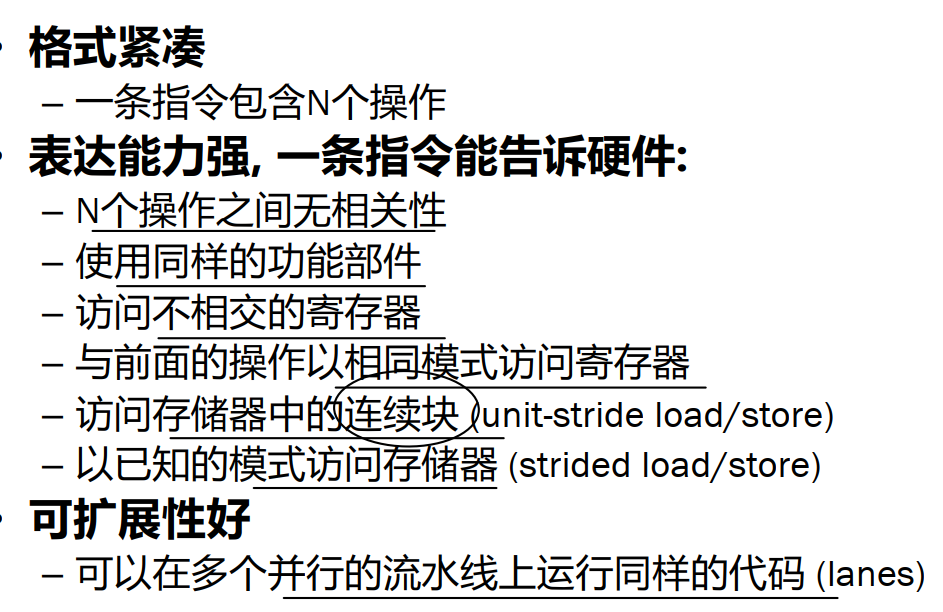 • 格式紧凑
– 一条指令包含N个操作
• 表达能力强, 一条指令能告诉硬件:
– N个操作之间无相关性
– 使用同样的功能部件
– 访问不相交的寄存器
– 与前面的操作以相同模式访问寄存器
– 访问存储器中的连续块 (unit-stride load/store)
– 以已知的模式访问存储器 (strided load/store)
• 可扩展性好
– 可以在多个并行的流水线上运行同样的代码 (lanes)